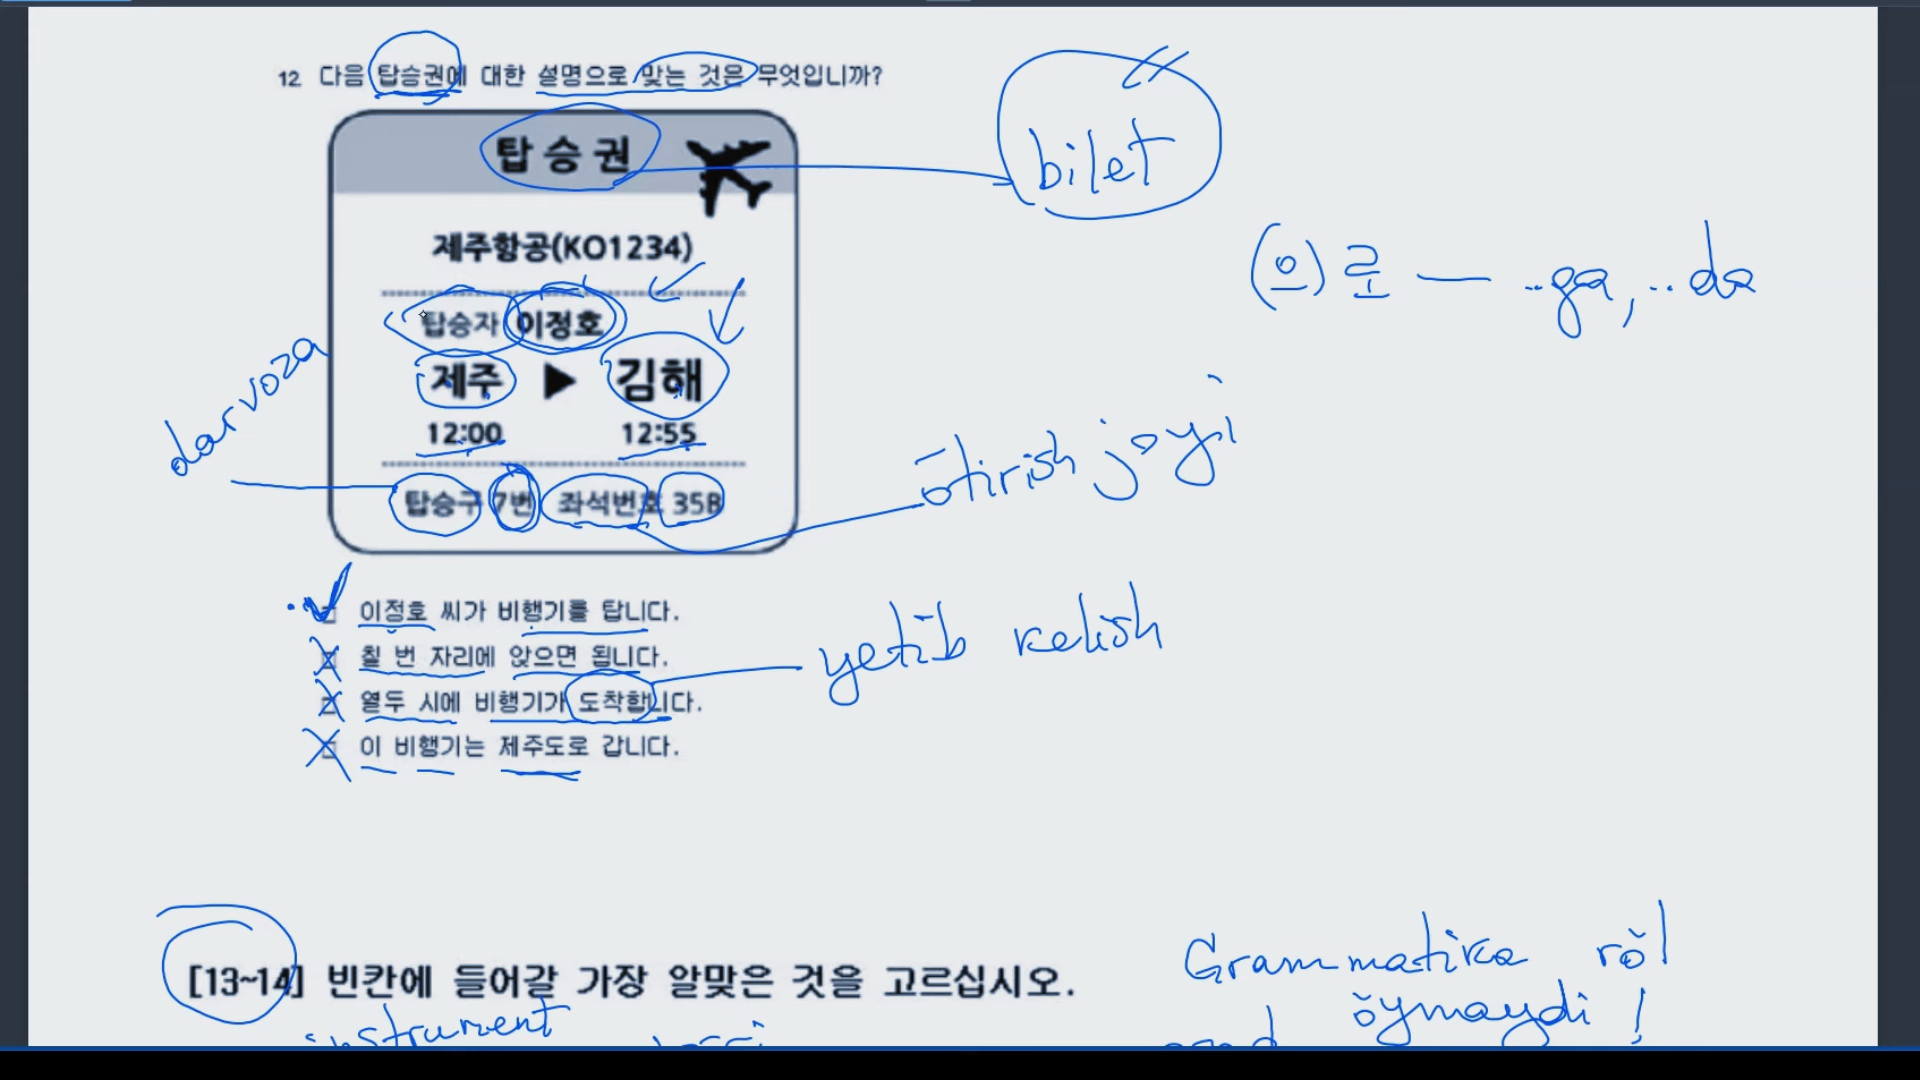 12 다음 탑승권에 대한 설명으로 맞는 것은 무엇입니까?
탑승권
bilet
제주항공(KO1234)
(으)로 — ..ga, ..da
탑승자 이정호
제주 ▶ 김해
darvoza
12:00 12:55
탑승구 7번 좌석번호 35B
ōtirish joyi
이정호 씨가 비행기를 탑니다.
칠 번 자리에 앉으면 됩니다.
yetib kelish
열두 시에 비행기가 도착합니다.
이 비행기는 제주도로 갑니다.
Grammatika rŏl
[13~14] 빈칸에 들어갈 가장 알맞은 것을 고르십시오.
ŏymaydi !
instrument